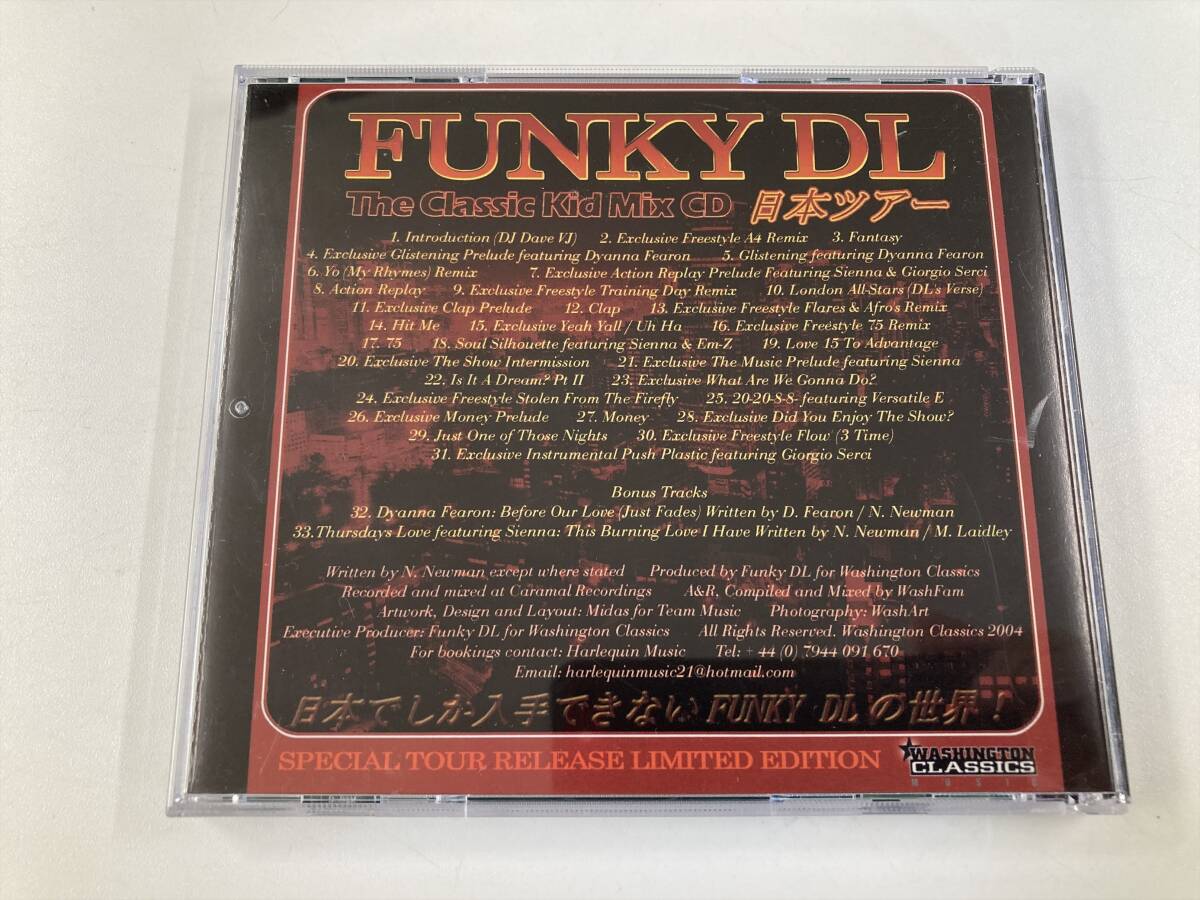 FUNKY DL
The Classic Kid Mix CD 日本ツアー
1. Introduction (DJ Dave VJ) 2. Exclusive Freestyle A4 Remix 3. Fantasy
4. Exclusive Glistening Prelude featuring Dyanna Fearon 5. Glistening featuring Dyanna Fearon
6. Yo (My Rhymes) Remix 7. Exclusive Action Replay Prelude Featuring Sienna & Giorgio Serci
8. Action Replay 9. Exclusive Freestyle Training Day Remix 10. London All-Stars (DL's Verse)
11. Exclusive Clap Prelude 12. Clap 13. Exclusive Freestyle Flares & Afro's Remix
14. Hit Me 15. Exclusive Yeah Yall / Uh Ha 16. Exclusive Freestyle 75 Remix
17. 75 18. Soul Silhouette featuring Sienna & Em-Z 19. Love 15 To Advantage
20. Exclusive The Show Intermission 21. Exclusive The Music Prelude featuring Sienna
22. Is It A Dream? Pt II 23. Exclusive What Are We Gonna Do?
24. Exclusive Freestyle Stolen From The Firefly 25. 20-20-8-8- featuring Versatile E
26. Exclusive Money Prelude 27. Money 28. Exclusive Did You Enjoy The Show?
29. Just One of Those Nights 30. Exclusive Freestyle Flow (3 Time)
31. Exclusive Instrumental Push Plastic featuring Giorgio Serci
Bonus Tracks
32. Dyanna Fearon: Before Our Love (Just Fades) Written by D. Fearon / N. Newman
33.Thursdays Love featuring Sienna: This Burning Love I Have Written by N. Newman / M. Laidley
Written by N. Newman except where stated Produced by Funky DL for Washington Classics
Recorded and mixed at Caramal Recordings A&R, Compiled and Mixed by WashFam
Artwork, Design and Layout: Midas for Team Music Photography: WashArt
Executive Producer: Funky DL for Washington Classics All Rights Reserved. Washington Classics 2004
For bookings contact: Harlequin Music Tel: + 44 (0) 7944 091 670
Email: harlequinmusic21@hotmail.com
日本でしか入手できない FUNKY DL の世界!
SPECIAL TOUR RELEASE LIMITED EDITION
WASHINGTON
CLASSICS
MUSIC